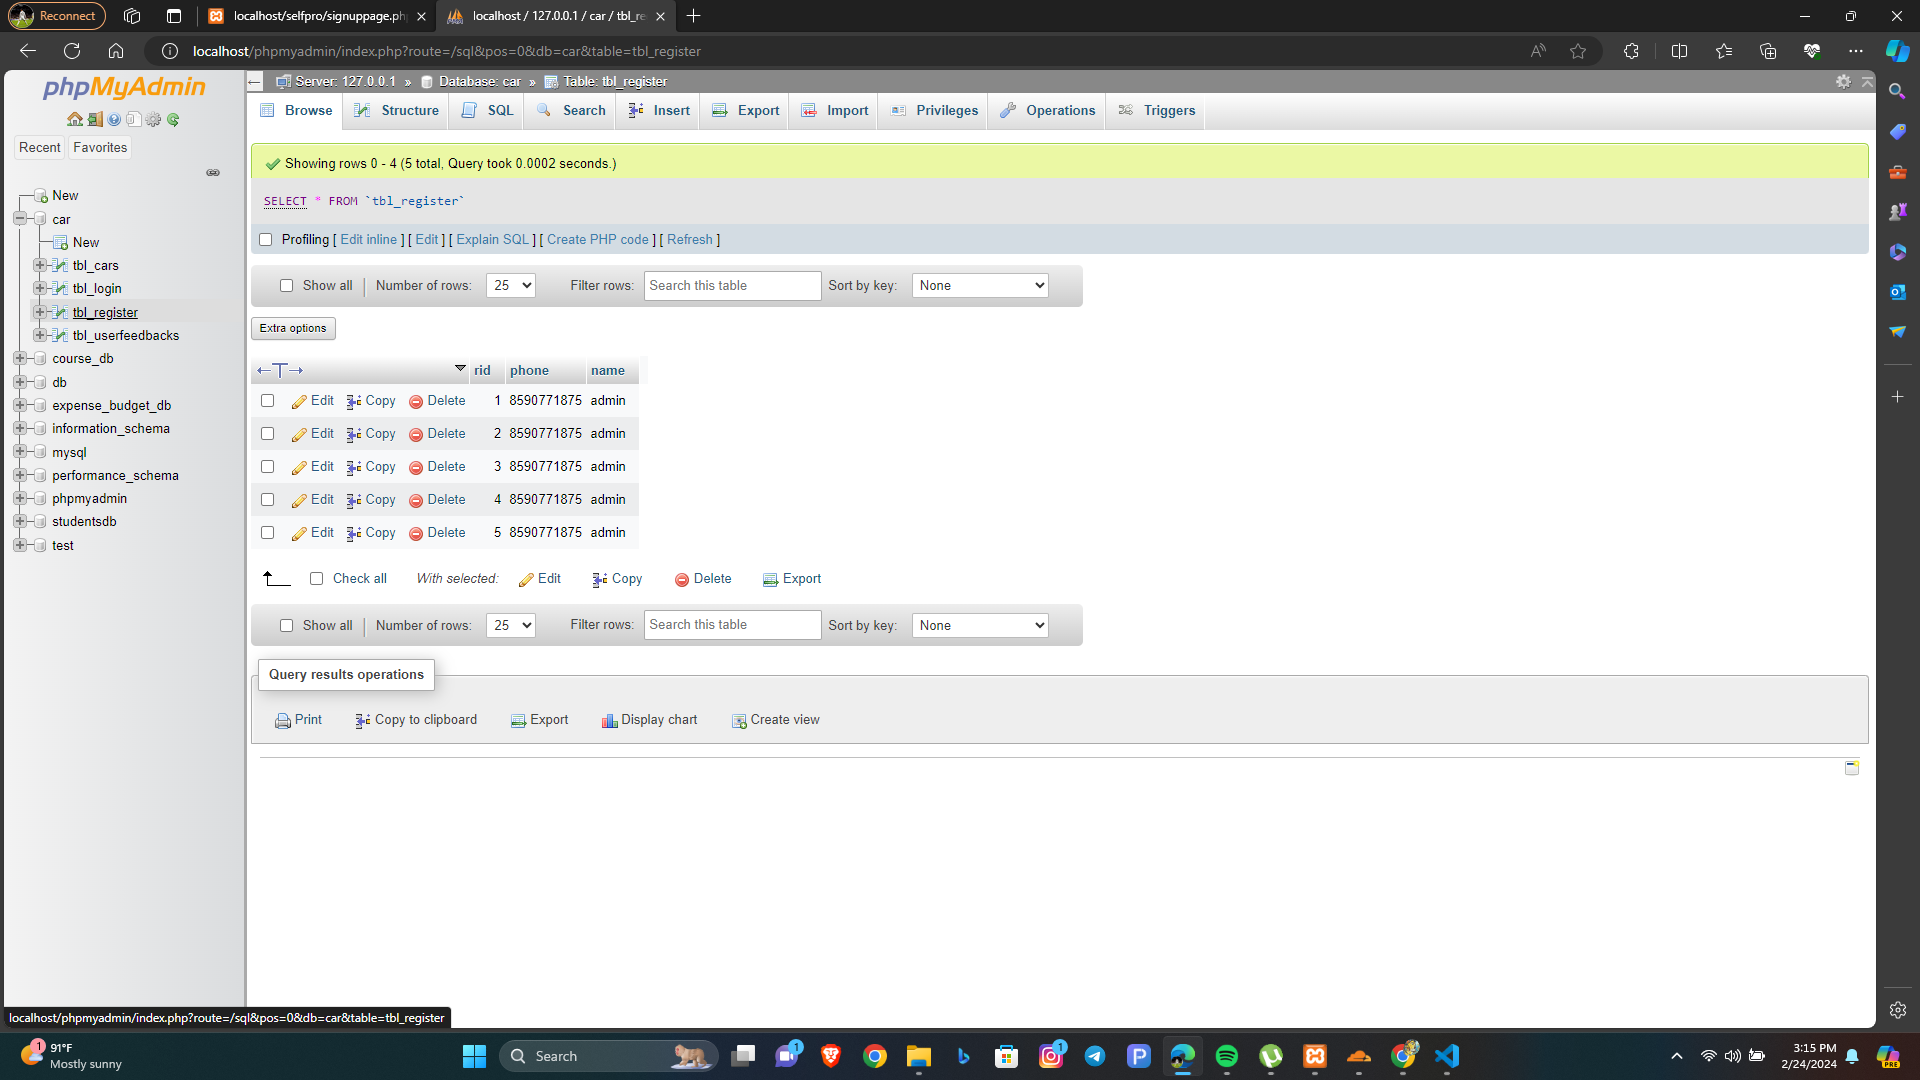 Reconnect
localhost/selfpro/signuppage.ph
localhost / 127.0.0.1 / car / tbl_re
localhost/phpmyadmin/index.php?route=/sql&pos=0&db=car&table=tbl_register
phpMyAdmin
Recent
Favorites
New
car
New
tbl_cars
tbl_login
tbl_register
tbl_userfeedbacks
course_db
db
expense_budget_db
information_schema
mysql
performance_schema
phpmyadmin
studentsdb
test
Server: 127.0.0.1 » Database: car » Table: tbl_register
Browse Structure SQL Search Insert Export Import Privileges Operations Triggers
Showing rows 0 - 4 (5 total, Query took 0.0002 seconds.)
SELECT * FROM `tbl_register`
Profiling [ Edit inline ] [ Edit ] [ Explain SQL ] [ Create PHP code ] [ Refresh ]
Show all Number of rows: 25 Filter rows: Search this table Sort by key: None
Extra options
rid phone name
Edit Copy Delete 1 8590771875 admin
Edit Copy Delete 2 8590771875 admin
Edit Copy Delete 3 8590771875 admin
Edit Copy Delete 4 8590771875 admin
Edit Copy Delete 5 8590771875 admin
Check all With selected: Edit Copy Delete Export
Show all Number of rows: 25 Filter rows: Search this table Sort by key: None
Query results operations
Print Copy to clipboard Export Display chart Create view
localhost/phpmyadmin/index.php?route=/sql&pos=0&db=car&table=tbl_register
1
91°F
Mostly sunny
Search
1
1
3:15 PM
2/24/2024
PRE